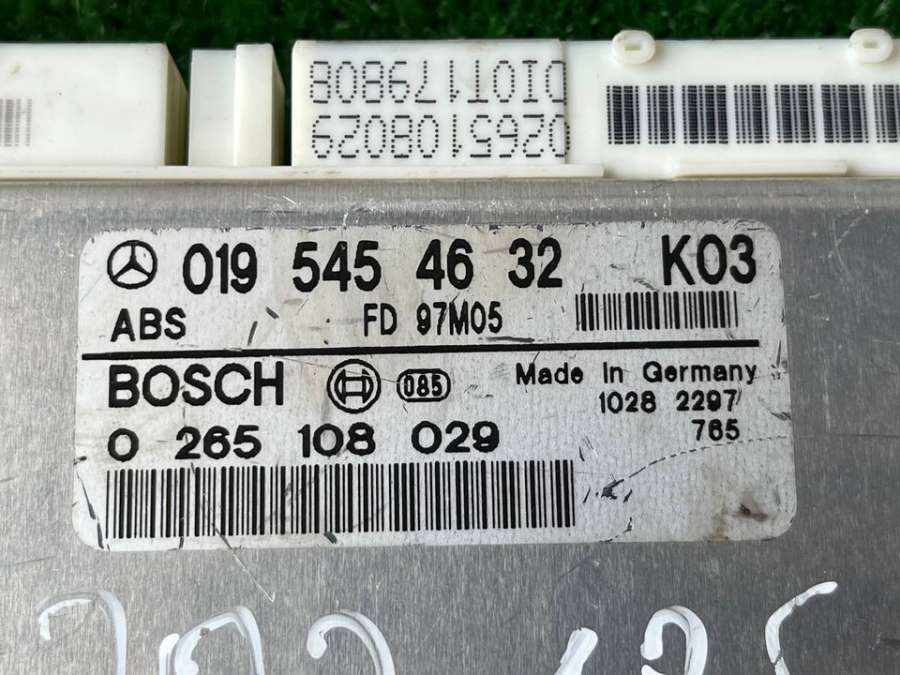 0265108029
019 545 46 32 K03
ABS FD 97M05
BOSCH 085 Made In Germany
1028 2297
0 265 108 029 765